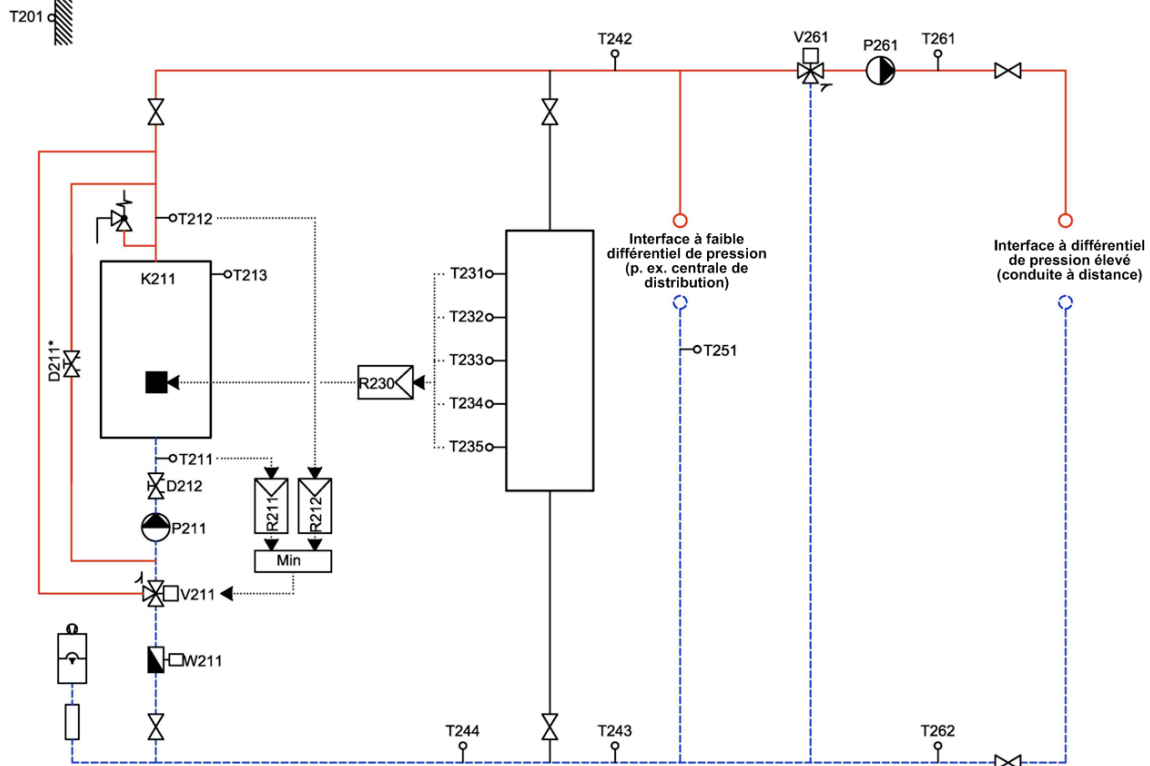 T201
T242
V261
P261
T261
T212
K211
T213
Interface à faible
différentiel de pression
(p. ex. centrale de
distribution)
Interface à différentiel
de pression élevé
(conduite à distance)
T231
T232
T233
T234
T235
T251
D211*
R230
T211
D212
R211
R212
P211
Min
V211
W211
T244
T243
T262